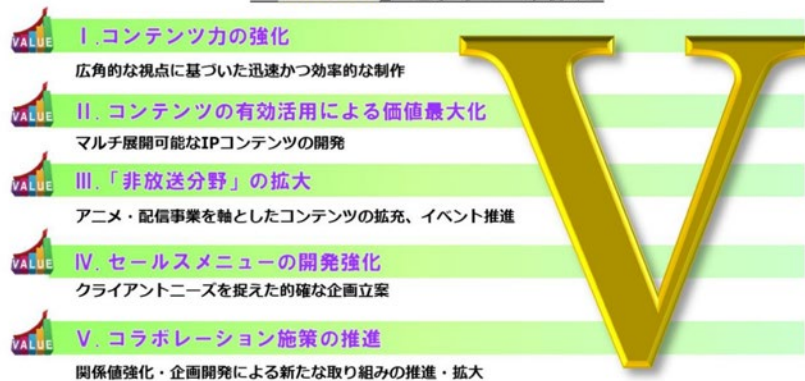 VALUE Ⅰ.コンテンツ力の強化
広角的な視点に基づいた迅速かつ効率的な制作
VALUE Ⅱ.コンテンツの有効活用による価値最大化
マルチ展開可能なIPコンテンツの開発
VALUE Ⅲ.「非放送分野」の拡大
アニメ・配信事業を軸としたコンテンツの拡充、イベント推進
VALUE Ⅳ.セールスメニューの開発強化
クライアントニーズを捉えた的確な企画立案
VALUE Ⅴ.コラボレーション施策の推進
関係値強化・企画開発による新たな取り組みの推進・拡大
V